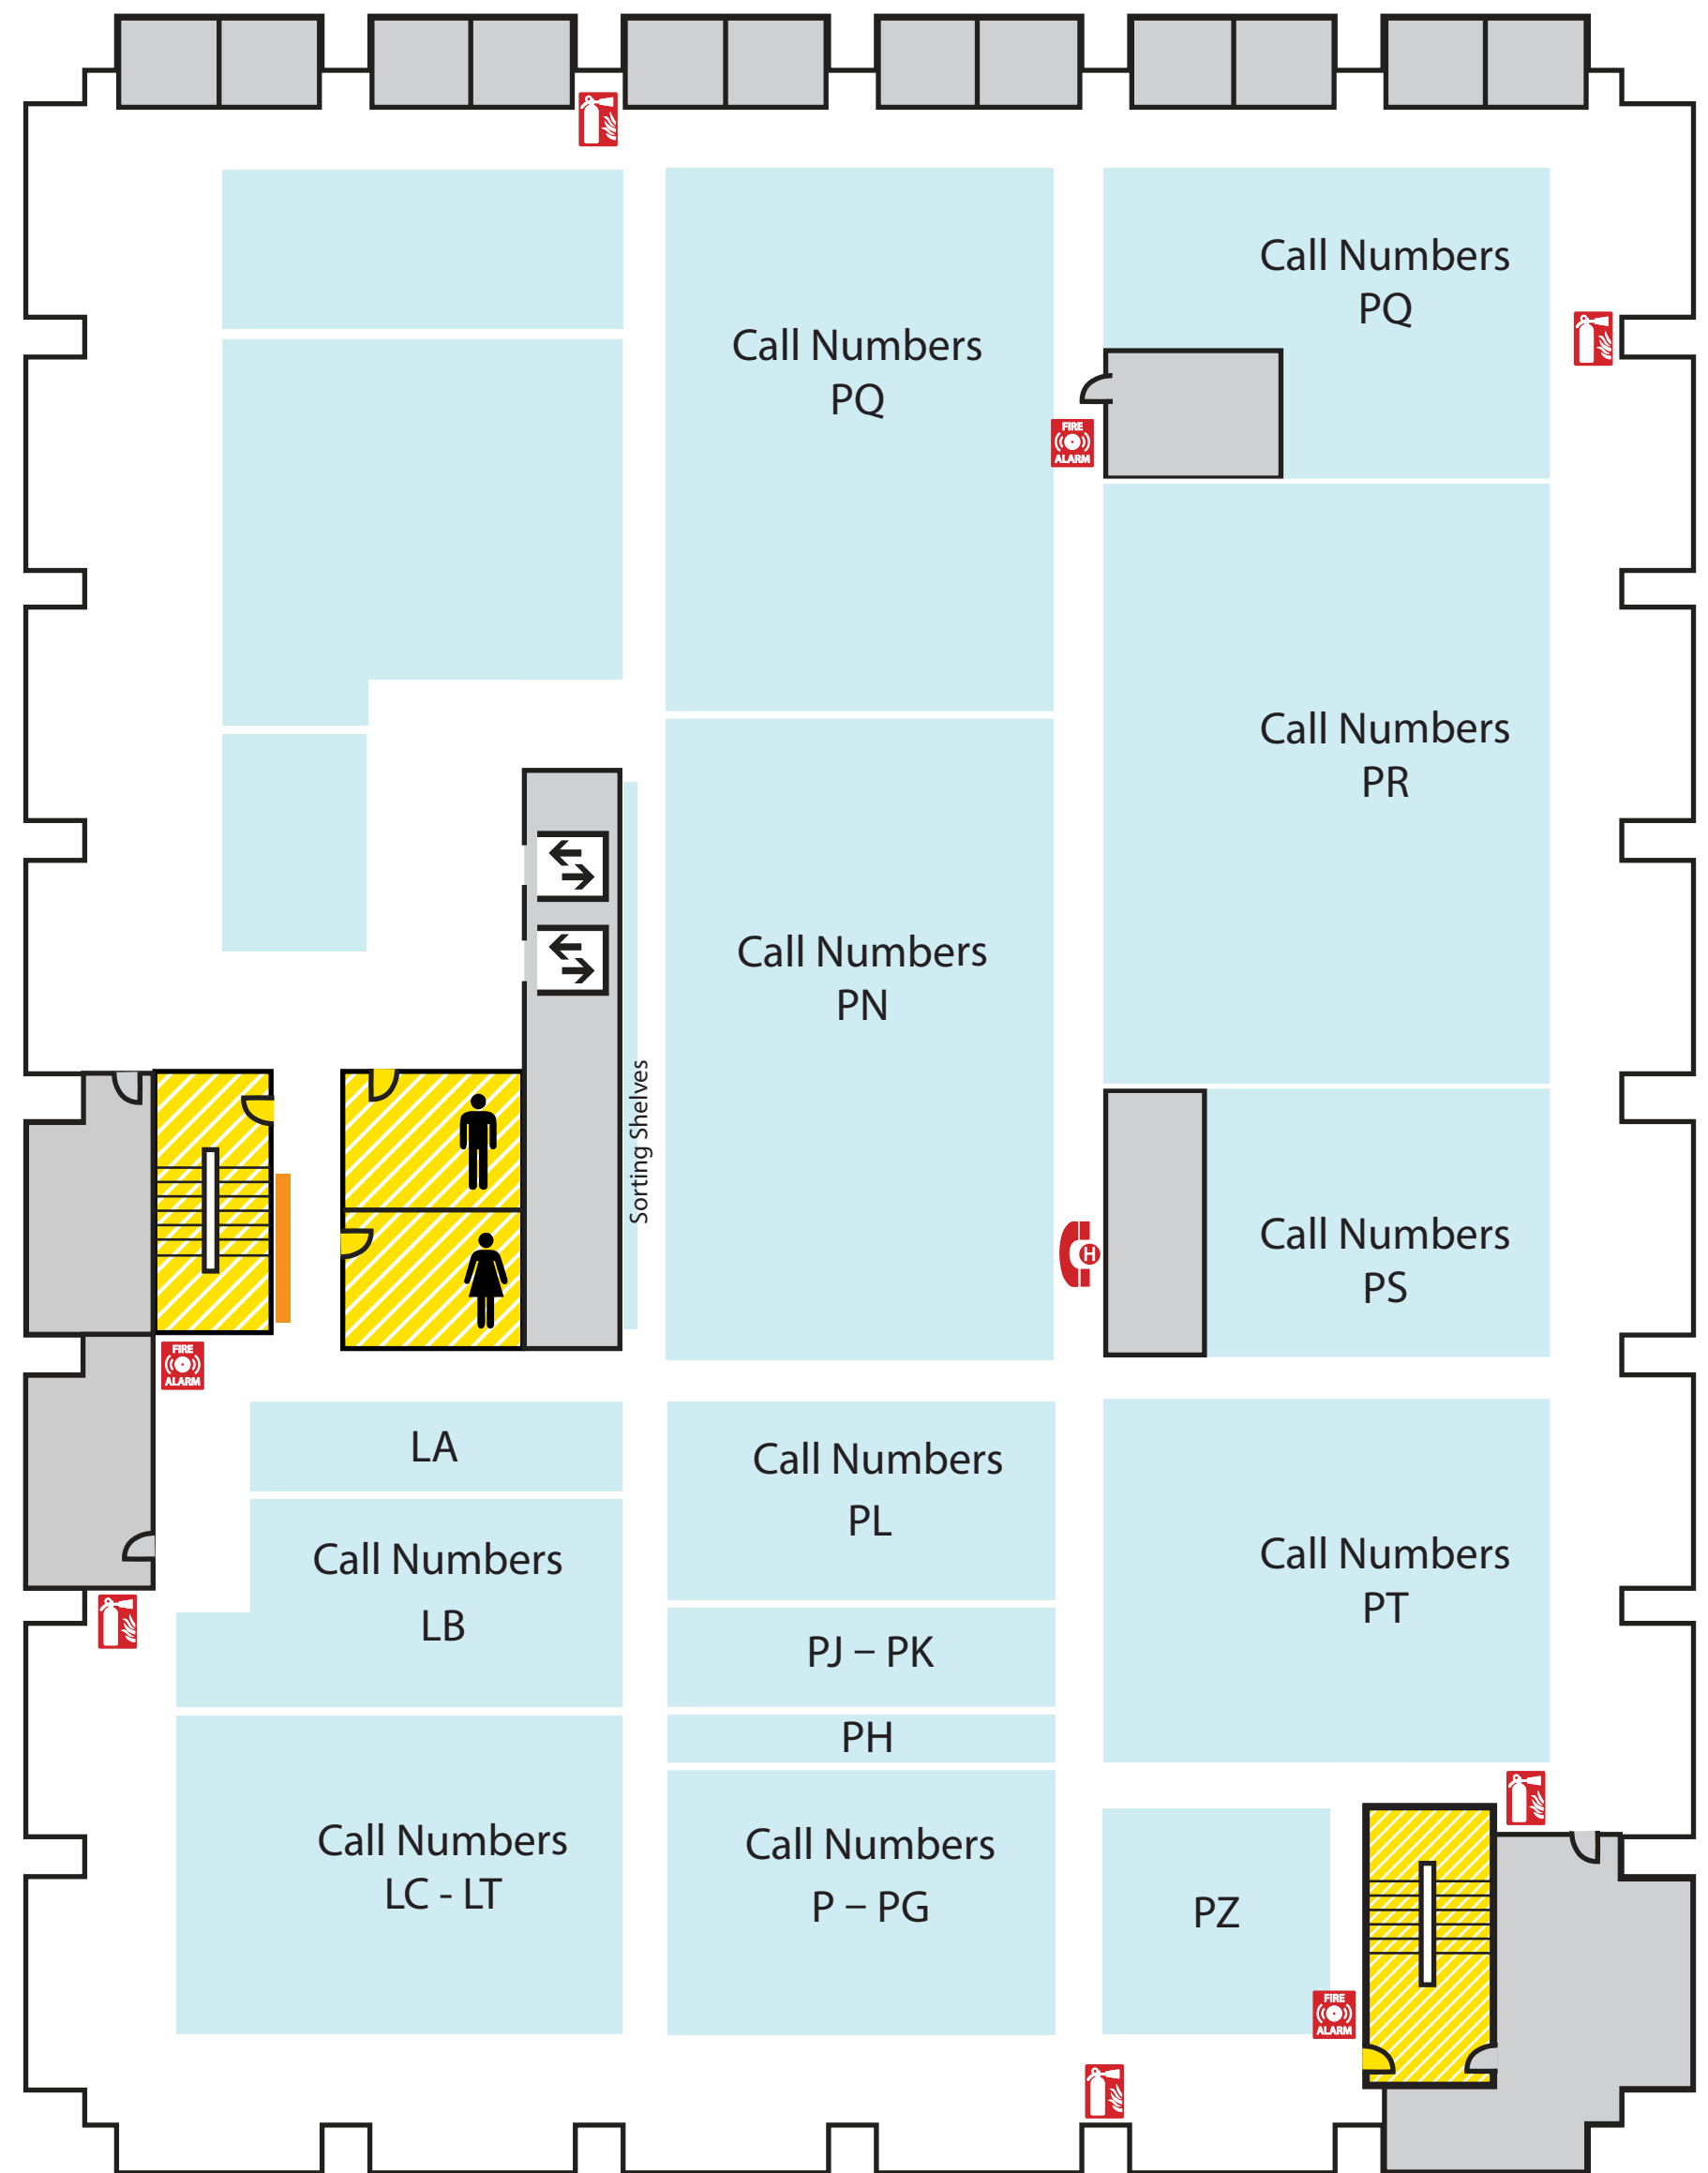 Call Numbers
PQ
Call Numbers
PQ
FIRE
ALARM
Call Numbers
PR
Call Numbers
PN
Sorting Shelves
Call Numbers
PS
H
FIRE
ALARM
LA
Call Numbers
LB
Call Numbers
LC - LT
Call Numbers
PL
PJ – PK
PH
Call Numbers
P – PG
Call Numbers
PT
PZ
FIRE
ALARM